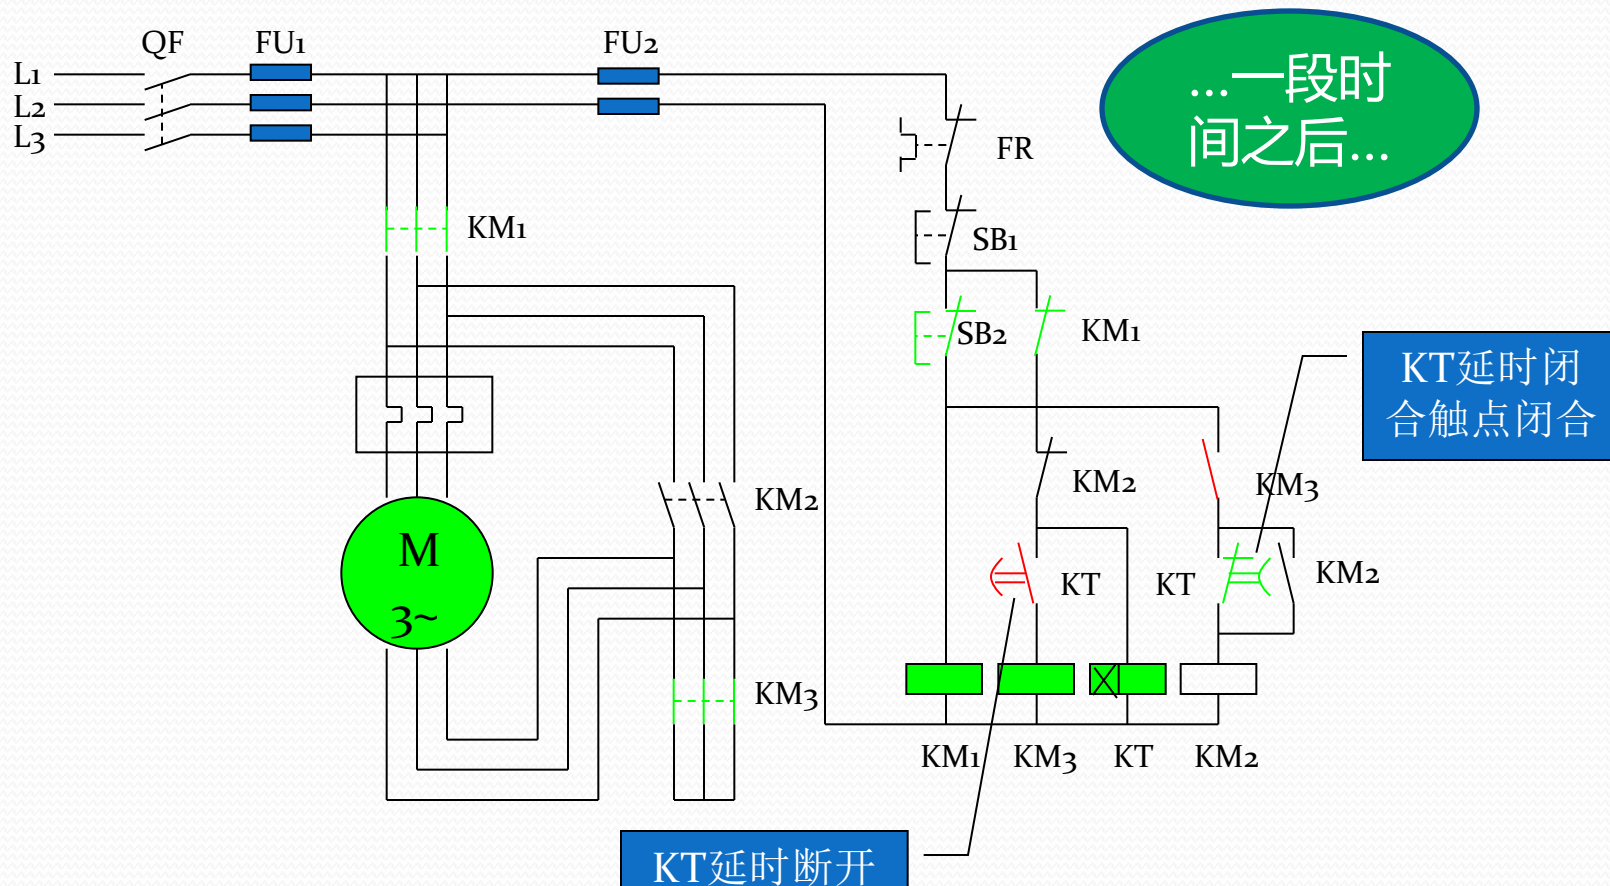 QF
FU1
FU2
L1
L2
L3
…一段时
间之后…
FR
KM1
SB1
SB2
KM1
KT延时闭
合触点闭合
KM2
KM3
KM2
M
3~
KT
KT
KM2
KM3
KM1
KM3
KT
KM2
KT延时断开